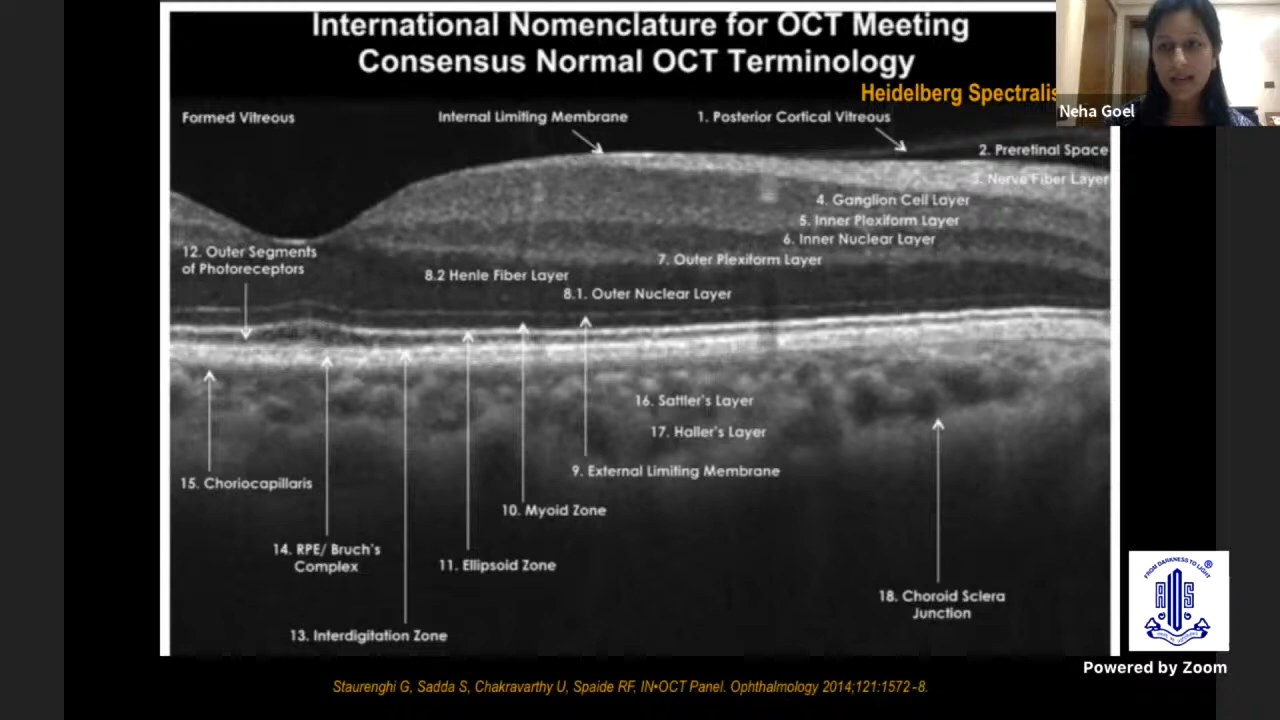 International Nomenclature for OCT Meeting
Consensus Normal OCT Terminology
Heidelberg Spectralis
Neha Goel
Formed Vitreous
Internal Limiting Membrane
1. Posterior Cortical Vitreous
2. Preretinal Space
3. Nerve Fiber Layer
4. Ganglion Cell Layer
5. Inner Plexiform Layer
6. Inner Nuclear Layer
7. Outer Plexiform Layer
12. Outer Segments
of Photoreceptors
8.2 Henle Fiber Layer
8.1. Outer Nuclear Layer
16. Sattler's Layer
17. Haller's Layer
9. External Limiting Membrane
15. Choriocapillaris
10. Myoid Zone
14. RPE/ Bruch's
Complex
11. Ellipsoid Zone
18. Choroid Sclera
Junction
13. Interdigitation Zone
FROM DARKNESS TO LIGHT
®
AIOS
Powered by Zoom
Staurenghi G, Sadda S, Chakravarthy U, Spaide RF, IN•OCT Panel. Ophthalmology 2014;121:1572-8.